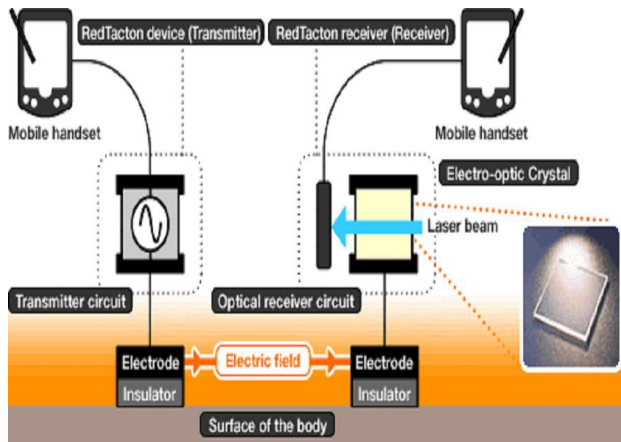 RedTacton device (Transmitter)
RedTacton receiver (Receiver)
Mobile handset
Mobile handset
Electro-optic Crystal
Laser beam
Transmitter circuit
Optical receiver circuit
Electrode
Electric field
Electrode
Insulator
Insulator
Surface of the body